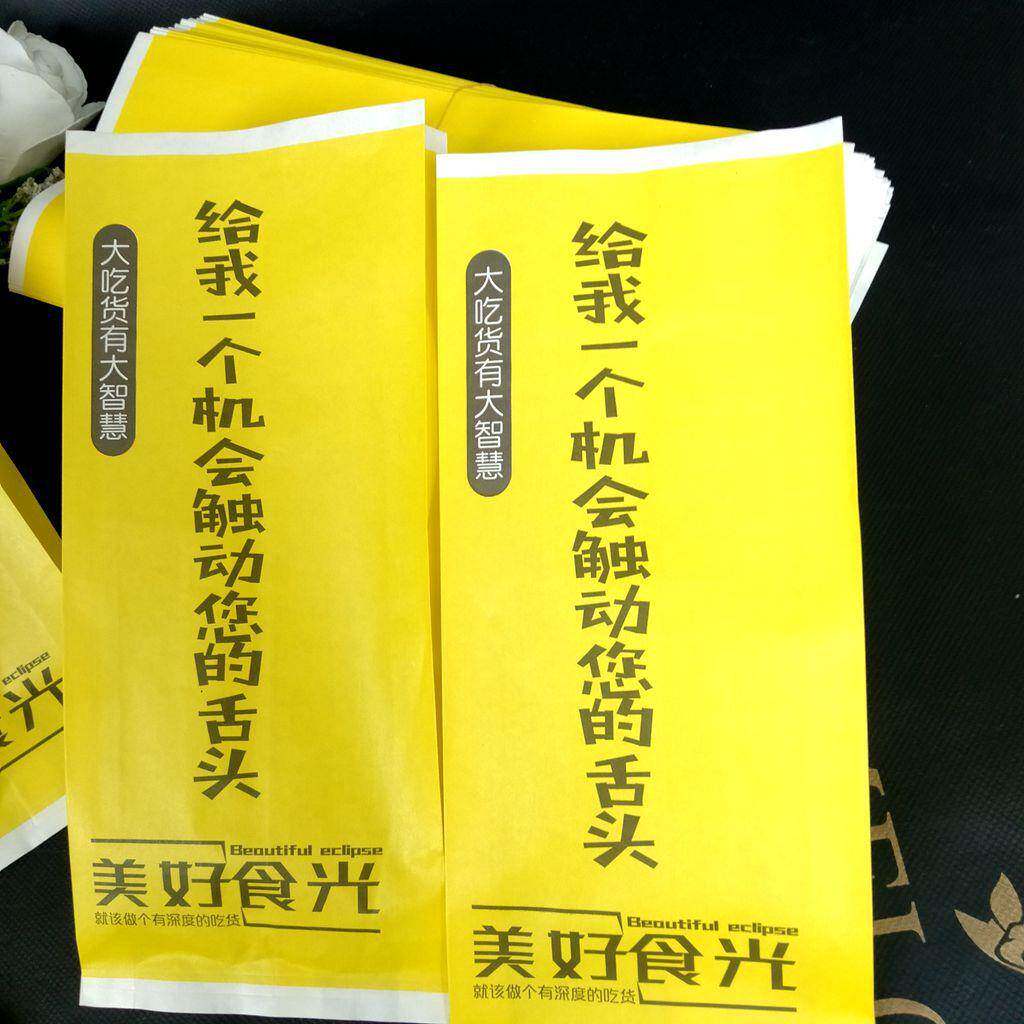 大吃货有大智慧
给我一个机会触动您的舌头
Beautiful eclipse
美好食光
就该做个有深度的吃货
大吃货有大智慧
给我一个机会触动您的舌头
Beautiful eclipse
美好食光
就该做个有深度的吃货
eclipse
光